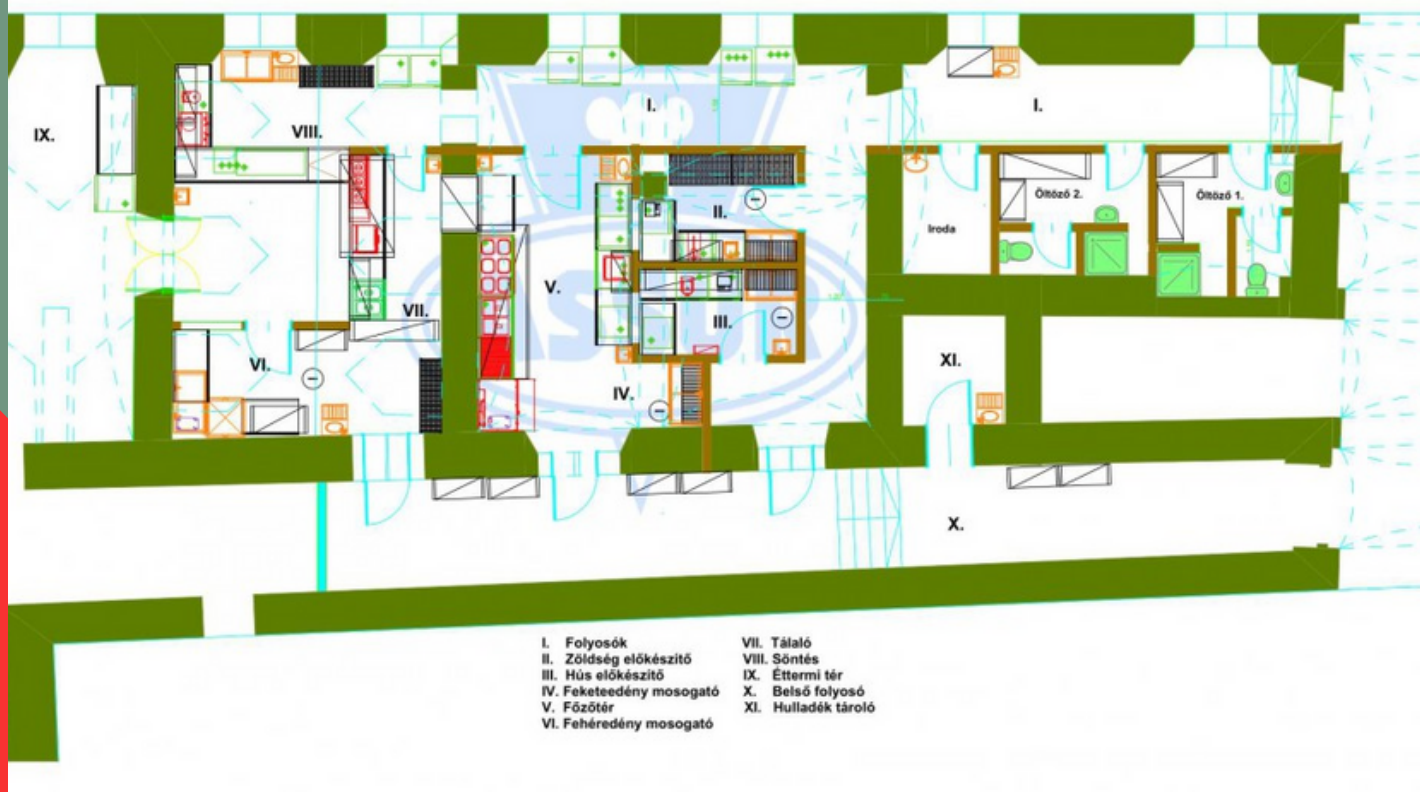 IX.
VIII.
I.
I.
II.
Öltöző 2.
Öltöző 1.
Iroda
V.
VII.
III.
VI.
XI.
IV.
X.
I. Folyosók
II. Zöldség előkészítő
III. Hús előkészítő
IV. Feketeedény mosogató
V. Főzőtér
VI. Fehéredény mosogató
VII. Tálaló
VIII. Söntés
IX. Éttermi tér
X. Belső folyosó
XI. Hulladék tároló